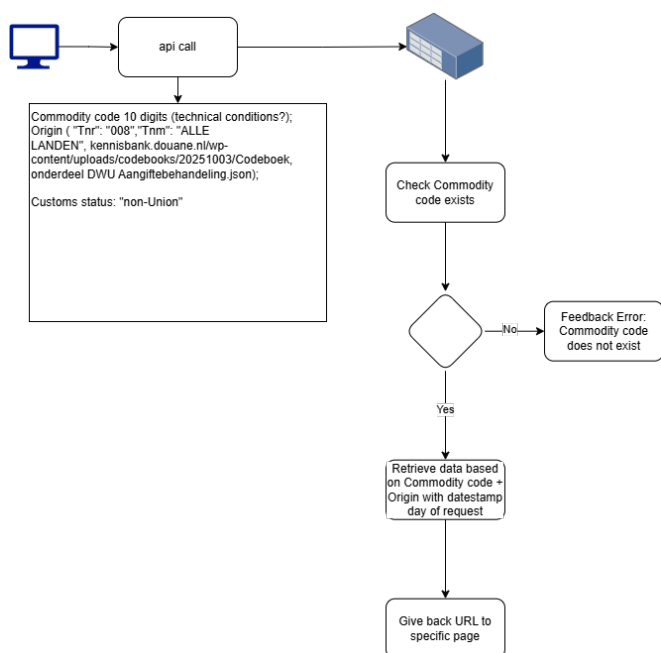 api call
Commodity code 10 digits (technical conditions?);
Origin ( "Tnr": "008","Tnm": "ALLE
LANDEN", kennisbank.douane.nl/wp-
content/uploads/codebooks/20251003/Codeboek,
onderdeel DWU Aangiftebehandeling.json);
Customs status: "non-Union"
Check Commodity
code exists
No
Feedback Error:
Commodity code
does not exist
Yes
Retrieve data based
on Commodity code +
Origin with datestamp
day of request
Give back URL to
specific page